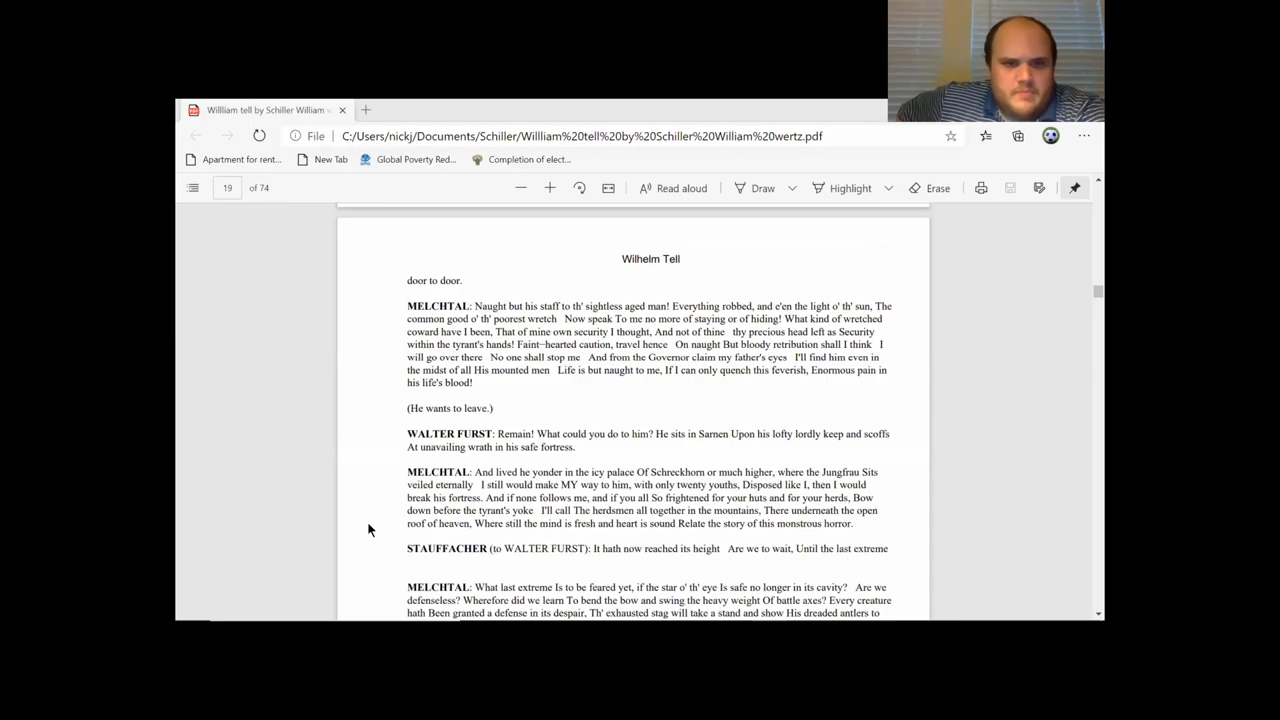 Willliam tell by Schiller William w
File C:/Users/nickj/Documents/Schiller/Willliam%20tell%20by%20Schiller%20William%20wertz.pdf
Apartment for rent... New Tab Global Poverty Red... Completion of elect...
19 of 74 Read aloud Draw Highlight Erase
Wilhelm Tell
door to door.
MELCHTAL: Naught but his staff to th' sightless aged man! Everything robbed, and e'en the light o' th' sun, The
common good o' th' poorest wretch Now speak To me no more of staying or of hiding! What kind of wretched
coward have I been, That of mine own security I thought, And not of thine thy precious head left as Security
within the tyrant's hands! Faint−hearted caution, travel hence On naught But bloody retribution shall I think I
will go over there No one shall stop me And from the Governor claim my father's eyes I'll find him even in
the midst of all His mounted men Life is but naught to me, If I can only quench this feverish, Enormous pain in
his life's blood!
(He wants to leave.)
WALTER FURST: Remain! What could you do to him? He sits in Sarnen Upon his lofty lordly keep and scoffs
At unavailing wrath in his safe fortress.
MELCHTAL: And lived he yonder in the icy palace Of Schreckhorn or much higher, where the Jungfrau Sits
veiled eternally I still would make MY way to him, with only twenty youths, Disposed like I, then I would
break his fortress. And if none follows me, and if you all So frightened for your huts and for your herds, Bow
down before the tyrant's yoke I'll call The herdsmen all together in the mountains, There underneath the open
roof of heaven, Where still the mind is fresh and heart is sound Relate the story of this monstrous horror.
STAUFFACHER (to WALTER FURST): It hath now reached its height Are we to wait, Until the last extreme
MELCHTAL: What last extreme Is to be feared yet, if the star o' th' eye Is safe no longer in its cavity? Are we
defenseless? Wherefore did we learn To bend the bow and swing the heavy weight Of battle axes? Every creature
hath Been granted a defense in its despair, Th' exhausted stag will take a stand and show His dreaded antlers to